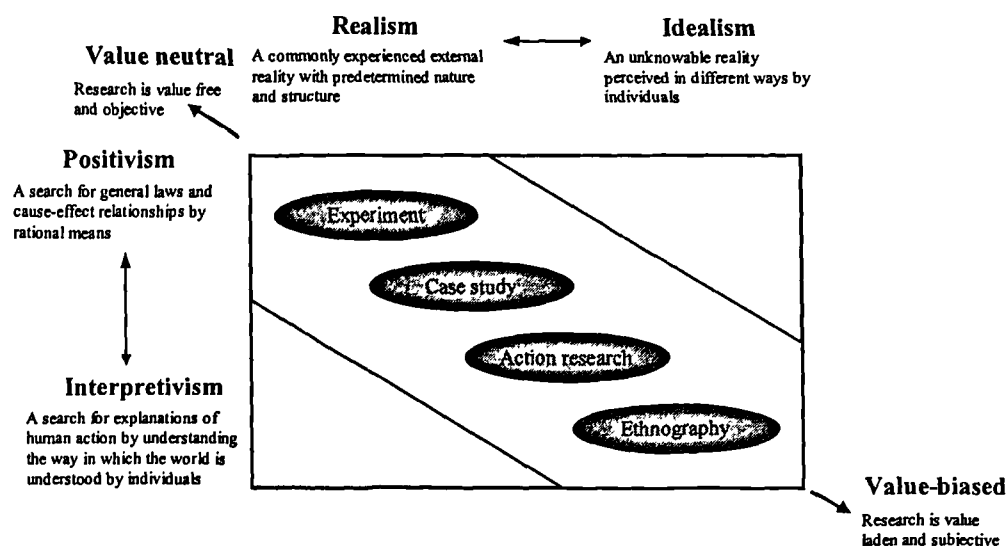 Realism
A commonly experienced external
reality with predetermined nature
and structure
Idealism
An unknowable reality
perceived in different ways by
individuals
Value neutral
Research is value free
and objective
Positivism
A search for general laws and
cause-effect relationships by
rational means
Interpretivism
A search for explanations of
human action by understanding
the way in which the world is
understood by individuals
Experiment
Case study
Action research
Ethnography
Value-biased
Research is value
laden and subjective